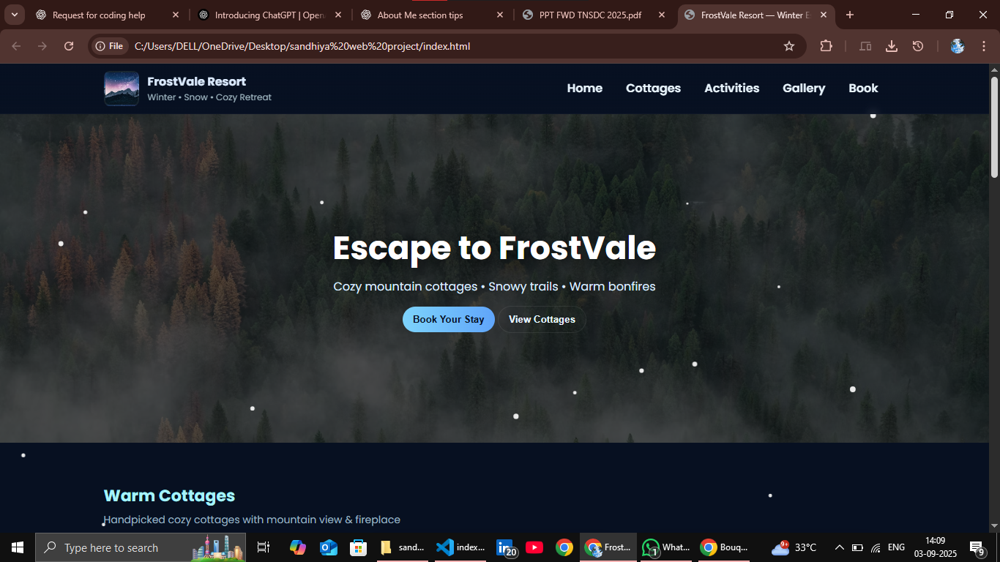 Request for coding help
Introducing ChatGPT | Open
About Me section tips
PPT FWD TNSDC 2025.pdf
FrostVale Resort — Winter E
File
C:/Users/DELL/OneDrive/Desktop/sandhiya%20web%20project/index.html
FrostVale Resort
Winter • Snow • Cozy Retreat
Home
Cottages
Activities
Gallery
Book
Escape to FrostVale
Cozy mountain cottages • Snowy trails • Warm bonfires
Book Your Stay
View Cottages
Warm Cottages
Handpicked cozy cottages with mountain view & fireplace
Type here to search
sand...
index...
in
20
Frost...
1
What...
Bouq...
9+
33°C
ENG
14:09
03-09-2025
9